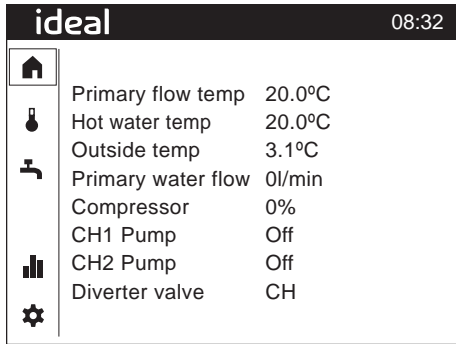 ideal 08:32
Primary flow temp 20.0ºC
Hot water temp 20.0ºC
Outside temp 3.1ºC
Primary water flow 0l/min
Compressor 0%
CH1 Pump Off
CH2 Pump Off
Diverter valve CH